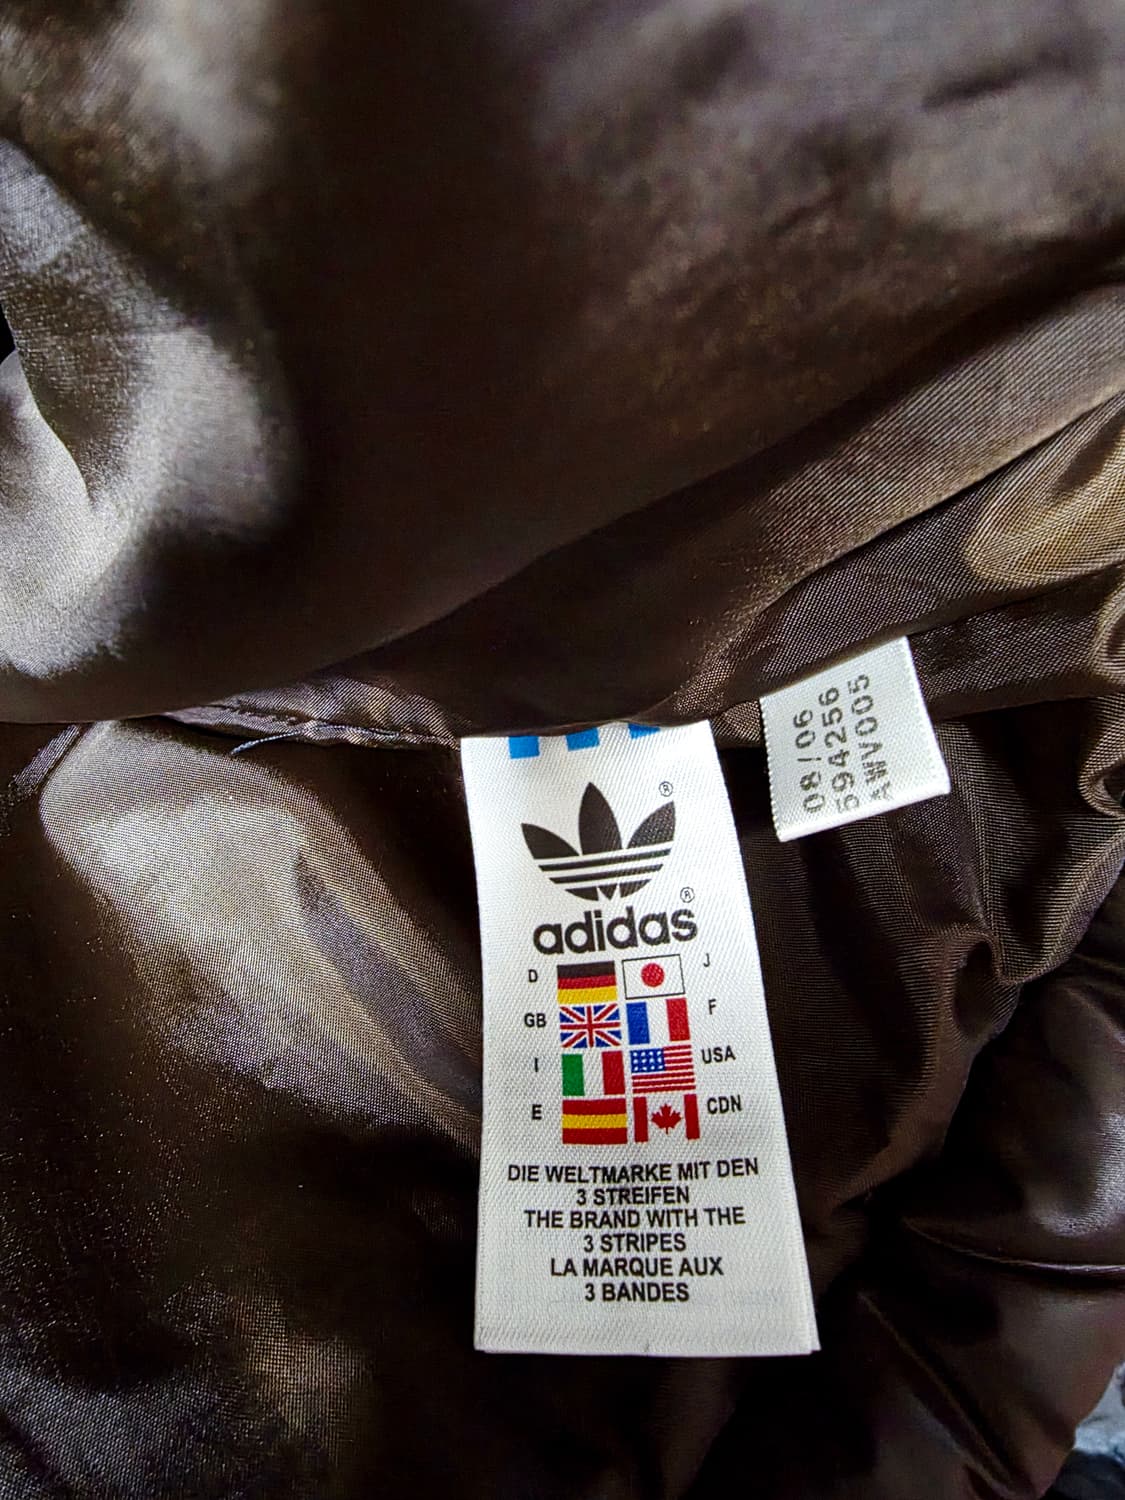 ®
®
adidas
D J
GB F
I USA
E CDN
DIE WELTMARKE MIT DEN
3 STREIFEN
THE BRAND WITH THE
3 STRIPES
LA MARQUE AUX
3 BANDES
08/06
594256
AWV005